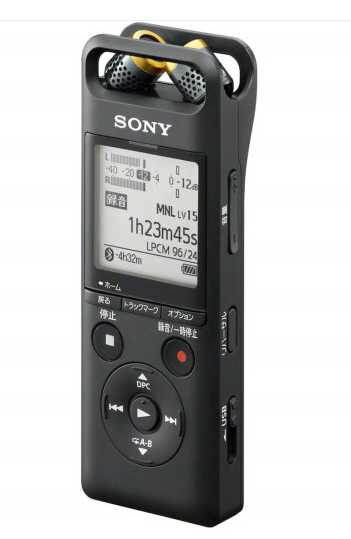 SONY
L
-40 -20 -12 -4 0 -12dB
R
録音
MNL LV15
1h23m45s
LPCM 96/24
-4h32m
ホーム
戻る トラックマーク オプション
停止
録音/一時停止
DPC
A-B
音量
USB